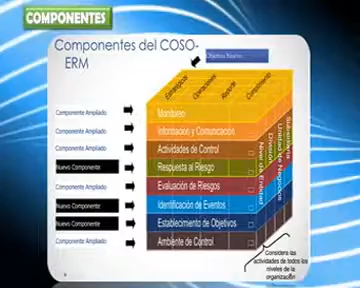 COMPONENTES
Componentes del COSO-
ERM
Objetivo Nuevo
Estratégicos
Operaciones
Reporte
Cumplimiento
Componente Ampliado
Monitoreo
Componente Ampliado
Información y Comunicación
Componente Ampliado
Actividades de Control
Nuevo Componente
Respuesta al Riesgo
Componente Ampliado
Evaluación de Riesgos
Nuevo Componente
Identificación de Eventos
Nuevo Componente
Establecimiento de Objetivos
Componente Ampliado
Ambiente de Control
Nivel de Entidad
División
Unidad de Negocio
Subsidiaria
Considera las
actividades de todos los
niveles de la
organización